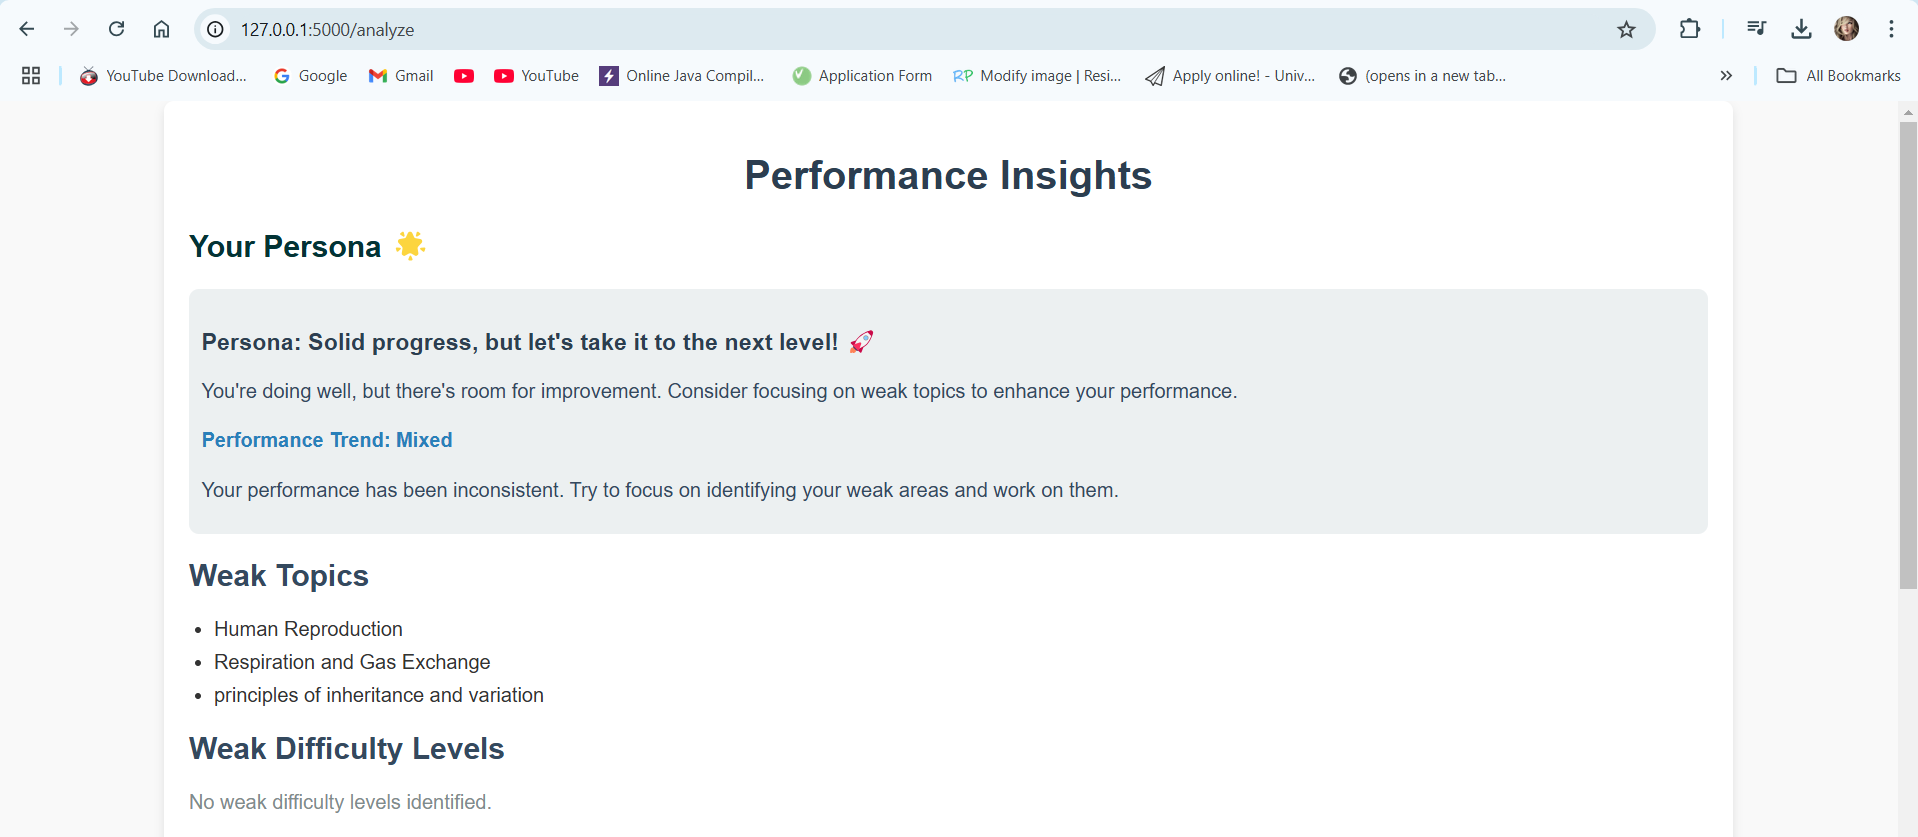 127.0.0.1:5000/analyze
YouTube Download... Google Gmail YouTube Online Java Compil... Application Form Modify image | Resi... Apply online! - Univ... (opens in a new tab... » All Bookmarks
Performance Insights
Your Persona 🌟
Persona: Solid progress, but let's take it to the next level! 🚀
You're doing well, but there's room for improvement. Consider focusing on weak topics to enhance your performance.
Performance Trend: Mixed
Your performance has been inconsistent. Try to focus on identifying your weak areas and work on them.
Weak Topics
• Human Reproduction
• Respiration and Gas Exchange
• principles of inheritance and variation
Weak Difficulty Levels
No weak difficulty levels identified.